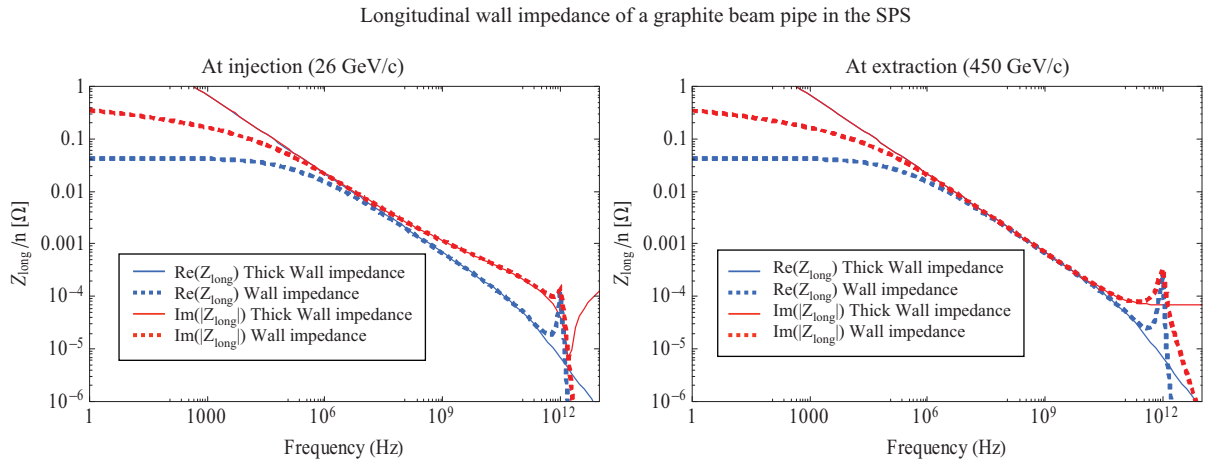 Longitudinal wall impedance of a graphite beam pipe in the SPS
At injection (26 GeV/c)
Z_long/n [Ω]
1
0.1
0.01
0.001
10^-4
10^-5
10^-6
Re(Z_long) Thick Wall impedance
Re(Z_long) Wall impedance
Im(|Z_long|) Thick Wall impedance
Im(|Z_long|) Wall impedance
1 1000 10^6 10^9 10^12
Frequency (Hz)
At extraction (450 GeV/c)
Z_long/n [Ω]
1
0.1
0.01
0.001
10^-4
10^-5
10^-6
Re(Z_long) Thick Wall impedance
Re(Z_long) Wall impedance
Im(|Z_long|) Thick Wall impedance
Im(|Z_long|) Wall impedance
1 1000 10^6 10^9 10^12
Frequency (Hz)